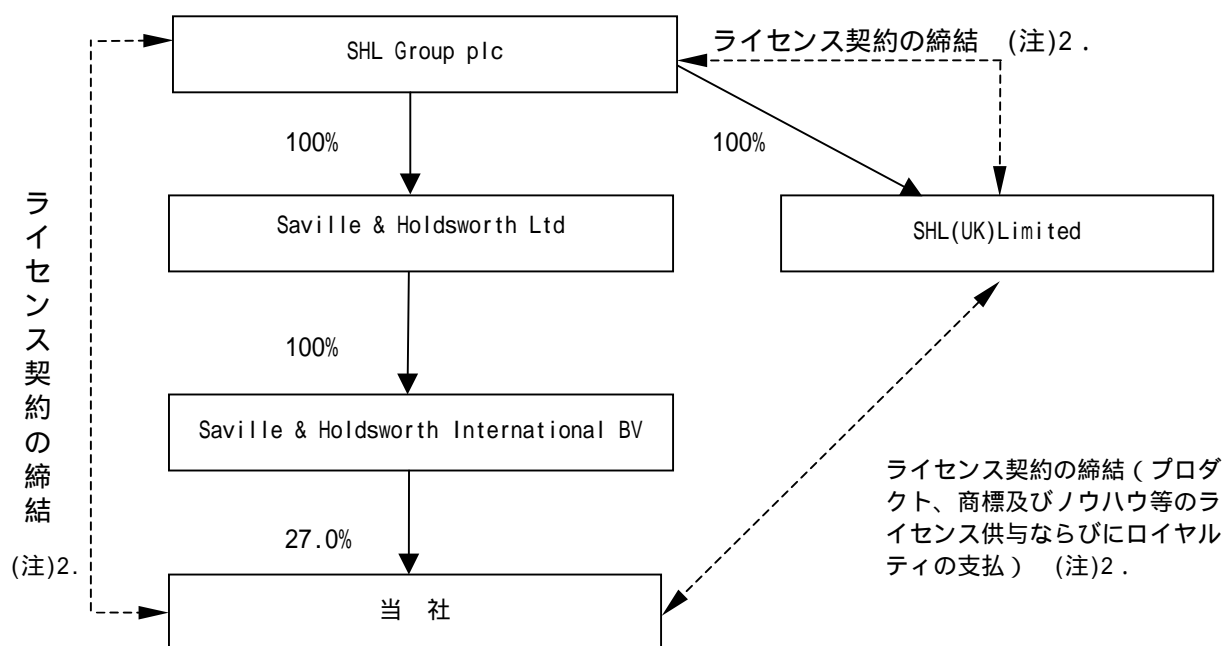 SHL Group plc
ライセンス契約の締結 (注)2．
100%
100%
Saville & Holdsworth Ltd
SHL(UK)Limited
ライセンス契約の締結
(注)2.
100%
Saville & Holdsworth International BV
ライセンス契約の締結（プロダ
クト、商標及びノウハウ等のラ
イセンス供与ならびにロイヤル
ティの支払） (注)2．
27.0%
当 社